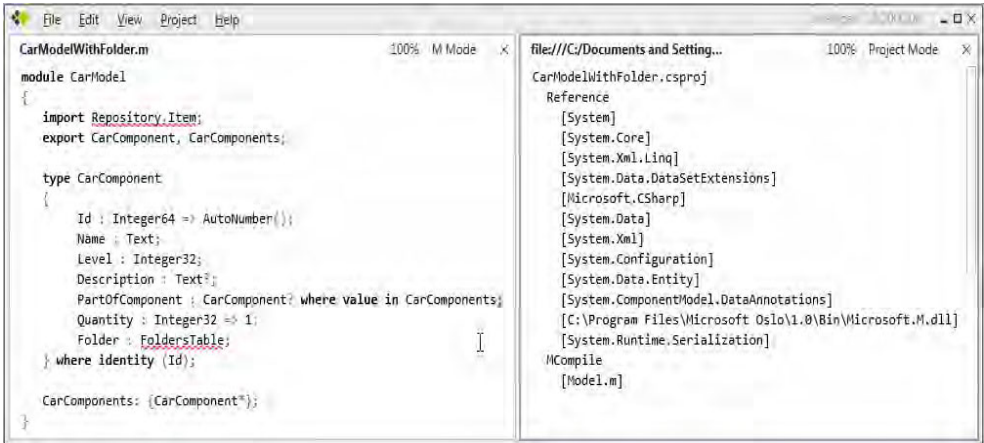 File Edit View Project Help
CarModelWithFolder.m 100% M Mode ×
module CarModel
{
import Repository.Item;
export CarComponent, CarComponents;
type CarComponent
{
Id : Integer64 => AutoNumber();
Name : Text;
Level : Integer32;
Description : Text?;
PartOfComponent : CarComponent? where value in CarComponents;
Quantity : Integer32 => 1;
Folder : FoldersTable;
} where identity (Id);
CarComponents: {CarComponent*};
}
file:///C:/Documents and Setting... 100% Project Mode ×
CarModelWithFolder.csproj
Reference
[System]
[System.Core]
[System.Xml.Linq]
[System.Data.DataSetExtensions]
[Microsoft.CSharp]
[System.Data]
[System.Xml]
[System.Configuration]
[System.Data.Entity]
[System.ComponentModel.DataAnnotations]
[C:\Program Files\Microsoft Oslo\1.0\Bin\Microsoft.M.dll]
[System.Runtime.Serialization]
MCompile
[Model.m]